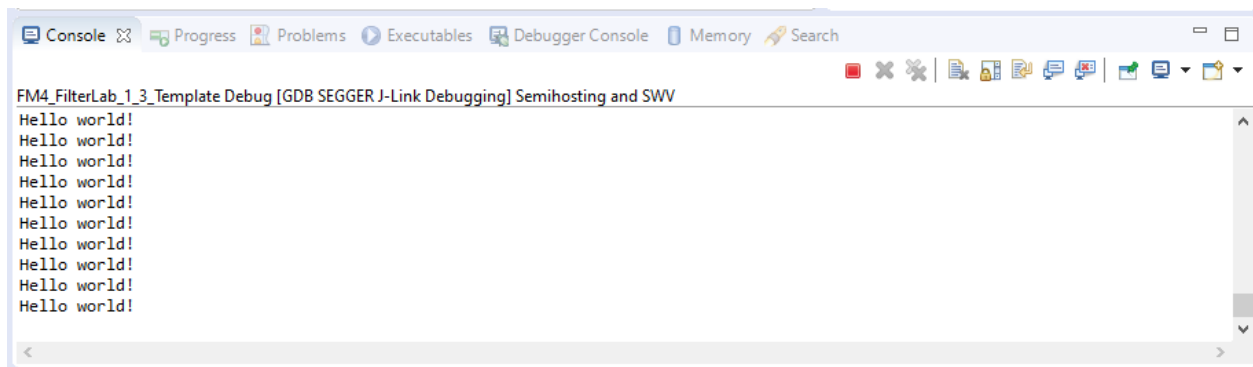 Console Progress Problems Executables Debugger Console Memory Search
FM4_FilterLab_1_3_Template Debug [GDB SEGGER J-Link Debugging] Semihosting and SWV
Hello world!
Hello world!
Hello world!
Hello world!
Hello world!
Hello world!
Hello world!
Hello world!
Hello world!
Hello world!